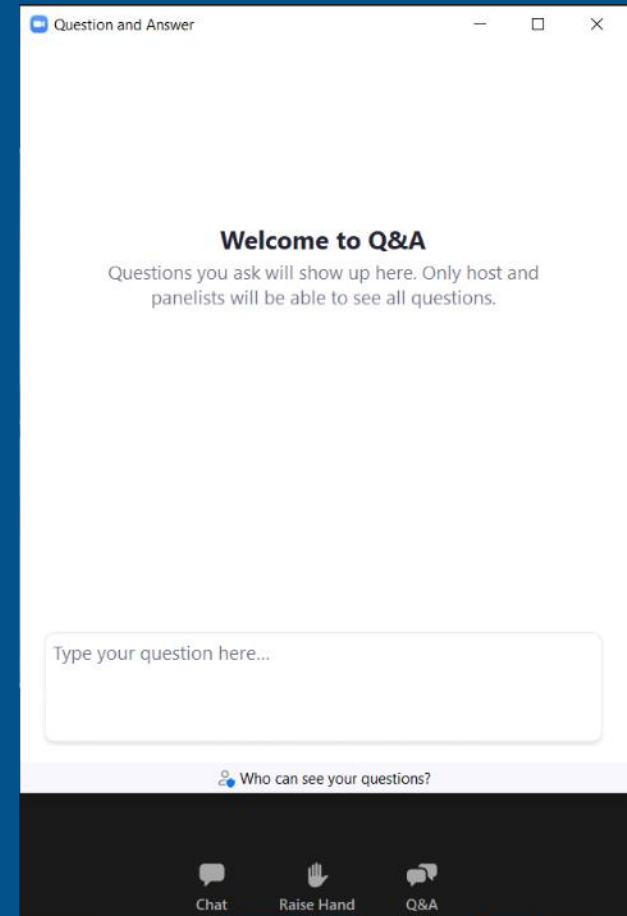 Question and Answer
Welcome to Q&A
Questions you ask will show up here. Only host and
panelists will be able to see all questions.
Type your question here...
Who can see your questions?
Chat Raise Hand Q&A